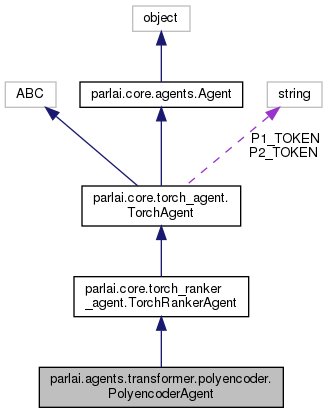 object
ABC
parlai.core.agents.Agent
string
P1_TOKEN
P2_TOKEN
parlai.core.torch_agent.
TorchAgent
parlai.core.torch_ranker
_agent.TorchRankerAgent
parlai.agents.transformer.polyencoder.
PolyencoderAgent